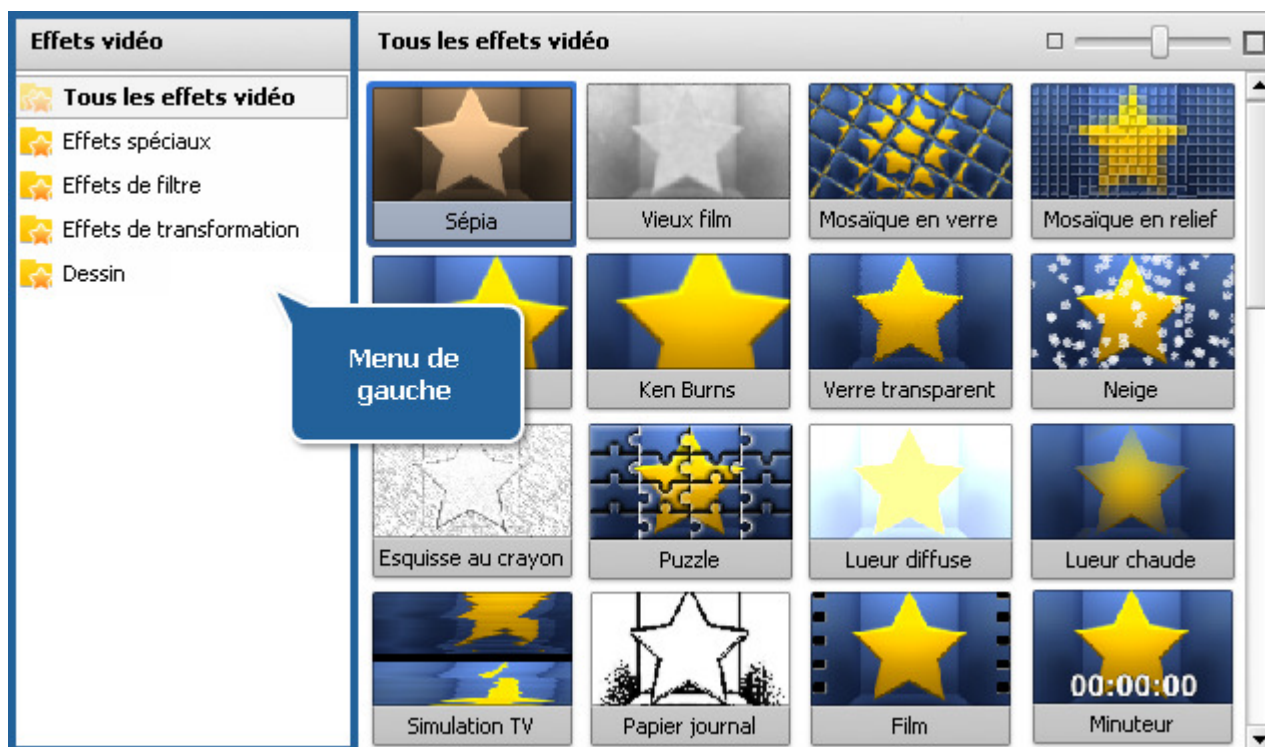 Effets vidéo
Tous les effets vidéo
Effets spéciaux
Effets de filtre
Effets de transformation
Dessin
Menu de
gauche
Tous les effets vidéo
Sépia
Vieux film
Mosaïque en verre
Mosaïque en relief
Ken Burns
Verre transparent
Neige
Esquisse au crayon
Puzzle
Lueur diffuse
Lueur chaude
Simulation TV
Papier journal
Film
00:00:00
Minuteur